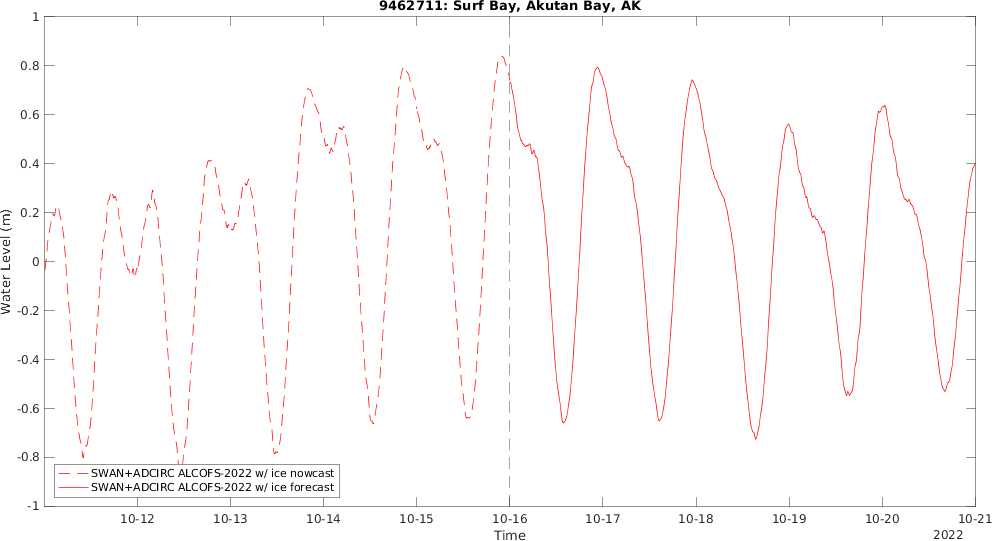 9462711: Surf Bay, Akutan Bay, AK
Water Level (m)
1
0.8
0.6
0.4
0.2
0
-0.2
-0.4
-0.6
-0.8
-1
SWAN+ADCIRC ALCOFS-2022 w/ ice nowcast
SWAN+ADCIRC ALCOFS-2022 w/ ice forecast
10-12 10-13 10-14 10-15 10-16 10-17 10-18 10-19 10-20 10-21
Time
2022